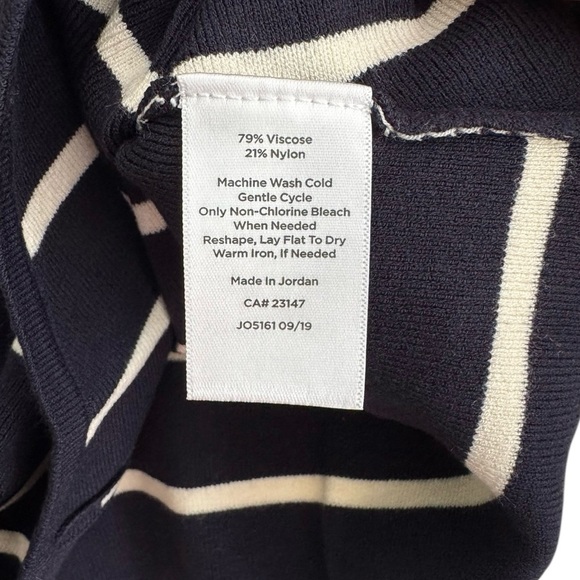 79% Viscose
21% Nylon
Machine Wash Cold
Gentle Cycle
Only Non-Chlorine Bleach
When Needed
Reshape, Lay Flat To Dry
Warm Iron, If Needed
Made In Jordan
CA# 23147
JO5161 09/19